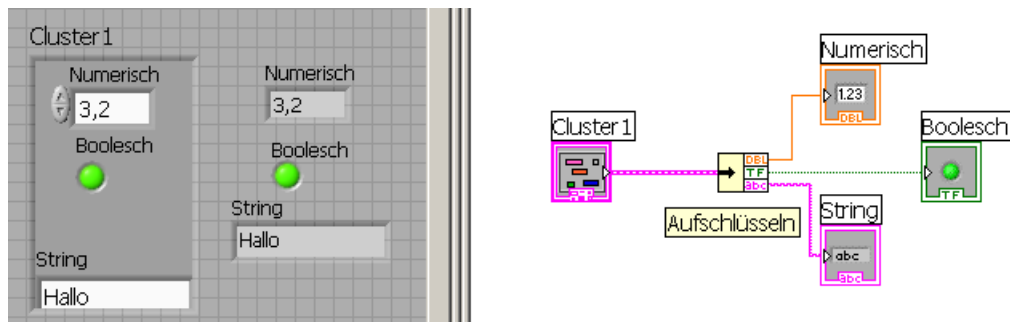 Cluster 1
Numerisch
3,2
Boolesch
String
Hallo
Numerisch
3,2
Boolesch
String
Hallo
Numerisch
1.23
DBL
Cluster 1
DBL
TF
abc
Boolesch
TF
Aufschlüsseln
String
abc
abc